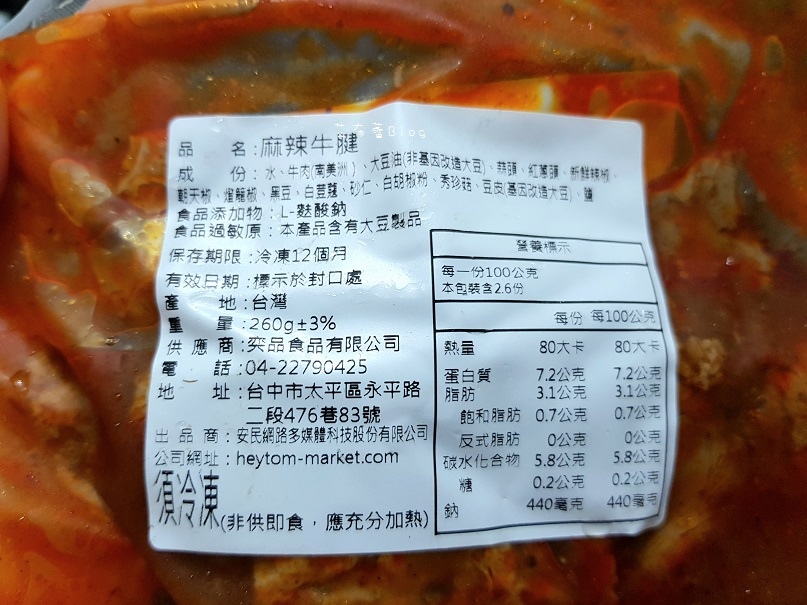 品 名:麻辣牛腱
成 份:水、牛肉(南美洲)、大豆油(非基因改造大豆)、蒜頭、紅蔥頭、新鮮辣椒、
朝天椒、燈籠椒、黑豆、白荳蔻、砂仁、白胡椒粉、秀珍菇、豆皮(基因改造大豆)、鹽
食品添加物:L-麩酸鈉
食品過敏原:本產品含有大豆製品
保存期限:冷凍12個月
有效日期:標示於封口處
產 地:台灣
重 量:260g±3%
供應商:奕品食品有限公司
電 話:04-22790425
地 址:台中市太平區永平路
二段476巷83號
出品商:安民網路多媒體科技股份有限公司
公司網址:heytom-market.com
須冷凍(非供即食，應充分加熱)
營養標示
每一份100公克
本包裝含2.6份
每份 每100公克
熱量 80大卡 80大卡
蛋白質 7.2公克 7.2公克
脂肪 3.1公克 3.1公克
飽和脂肪 0.7公克 0.7公克
反式脂肪 0公克 0公克
碳水化合物 5.8公克 5.8公克
糖 0.2公克 0.2公克
鈉 440毫克 440毫克
Blog